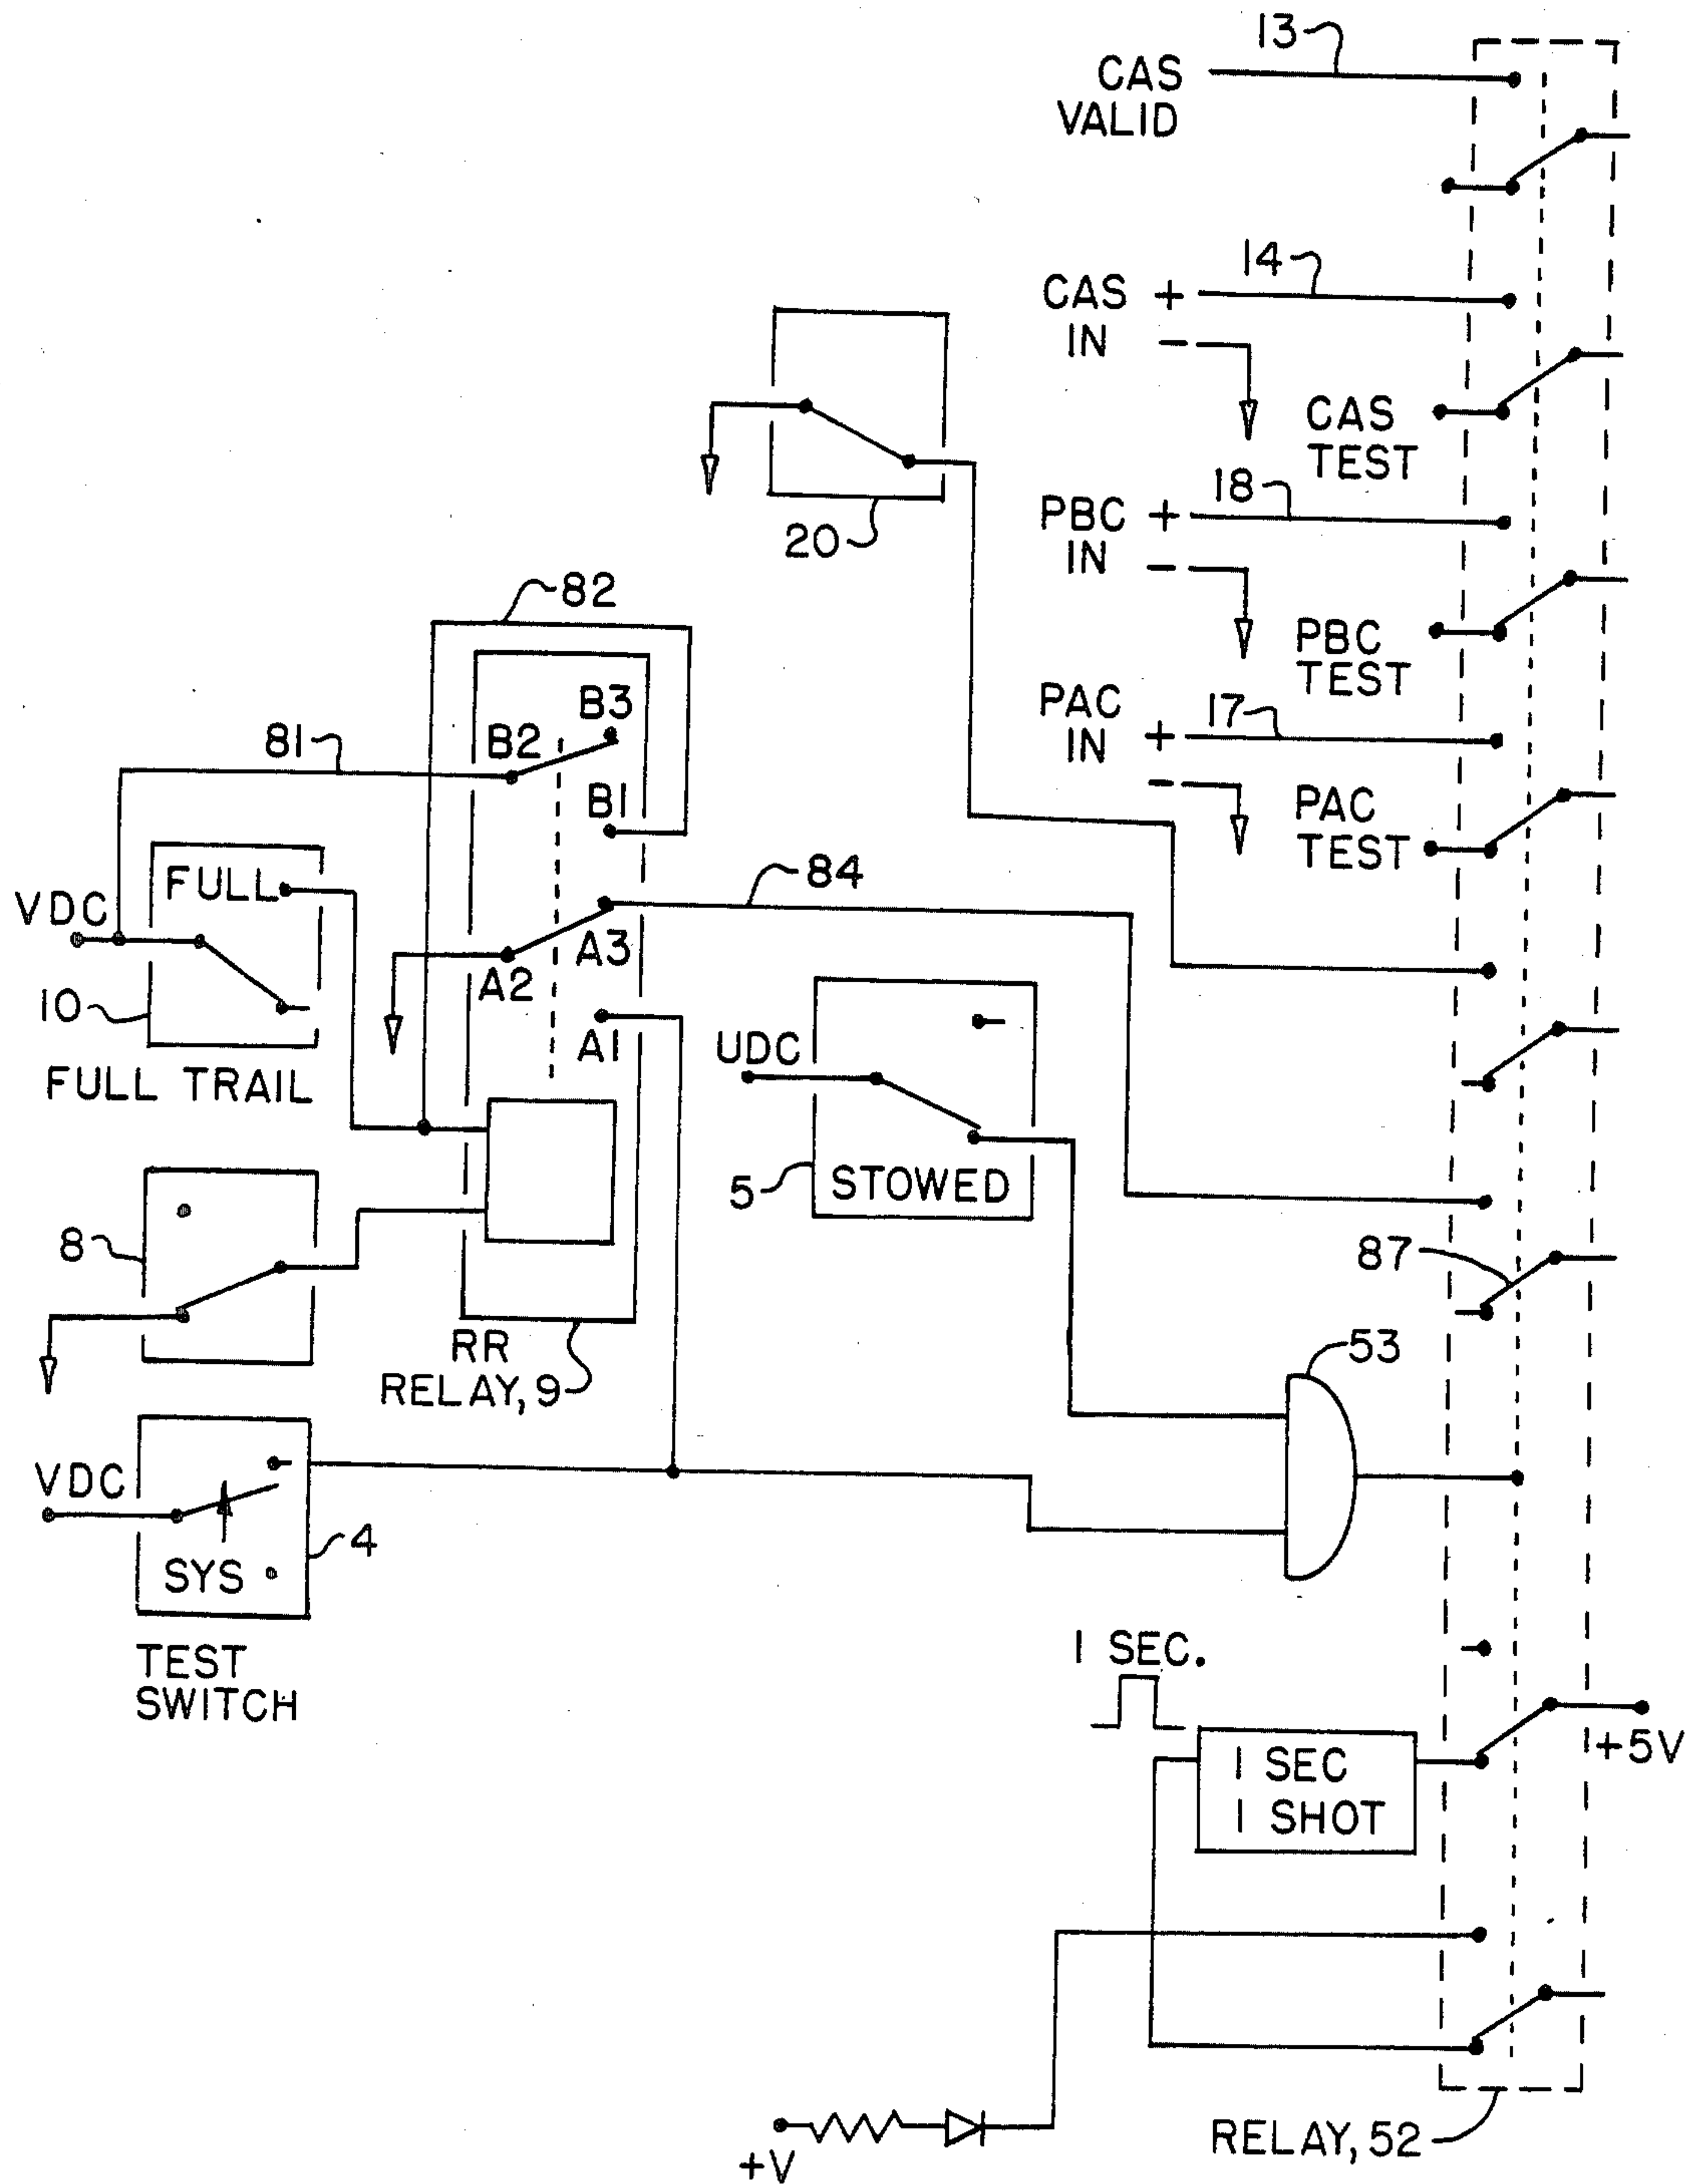 13
CAS
VALID
14
CAS +
IN -
CAS
TEST
18
PBC +
IN -
20
PBC
TEST
82
PAC
IN +
-
17
B3
B2
81
B1
PAC
TEST
84
FULL
VDC
A3
A2
10
A1
UDC
FULL TRAIL
5
STOWED
8
87
53
RR
RELAY, 9
VDC
4
SYS
TEST
SWITCH
1 SEC.
+5V
1 SEC
1 SHOT
RELAY, 52
+V